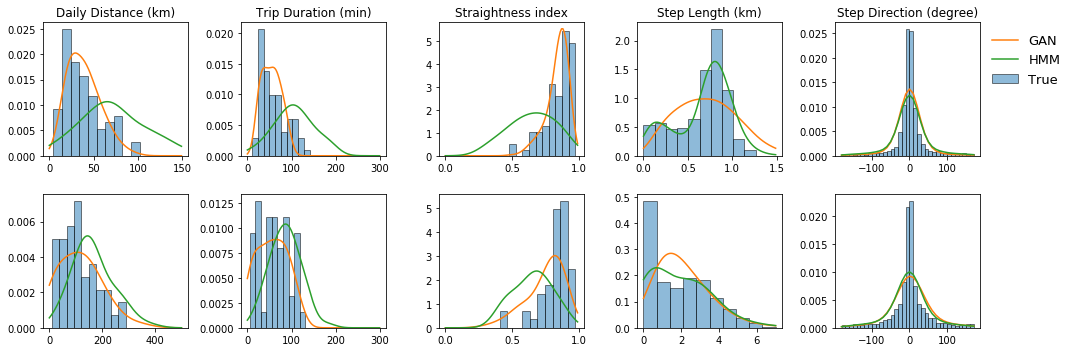 Daily Distance (km) Trip Duration (min) Straightness index Step Length (km) Step Direction (degree)
0.025 0.020 5 2.0 0.025
GAN
HMM
True
0.020 0.015 4 1.5 0.020
0.015 3 0.015
0.010 1.0
0.010 2 0.010
0.005 0.5
0.005 1 0.005
0.000 0.000 0 0.0 0.000
0 50 100 150 0 100 200 300 0.0 0.5 1.0 0.0 0.5 1.0 1.5 −100 0 100
0.0125 5 0.5
0.006 0.0100 4 0.4 0.020
0.004 0.0075 3 0.3 0.015
0.0050 2 0.2 0.010
0.002 0.0025 1 0.1 0.005
0.000 0.0000 0 0.0 0.000
0 200 400 0 100 200 300 0.0 0.5 1.0 0 2 4 6 −100 0 100